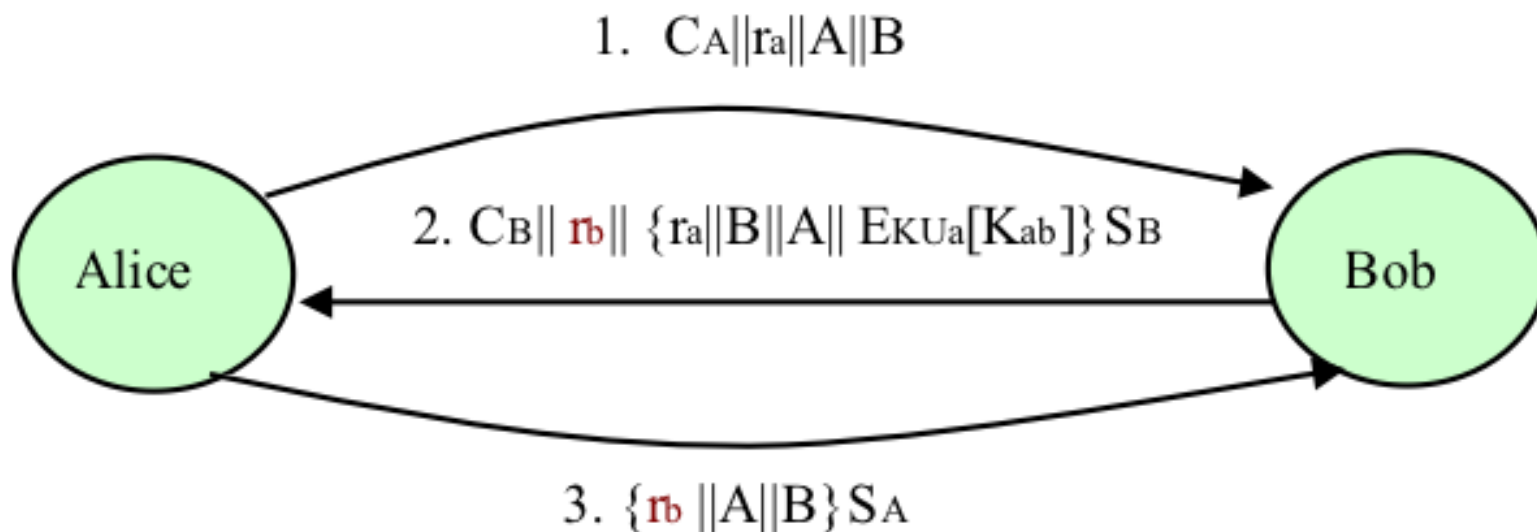 1. CA||ra||A||B
2. CB|| rb|| {ra||B||A|| EKUa[Kab]}SB
Alice
Bob
3. {rb ||A||B}SA